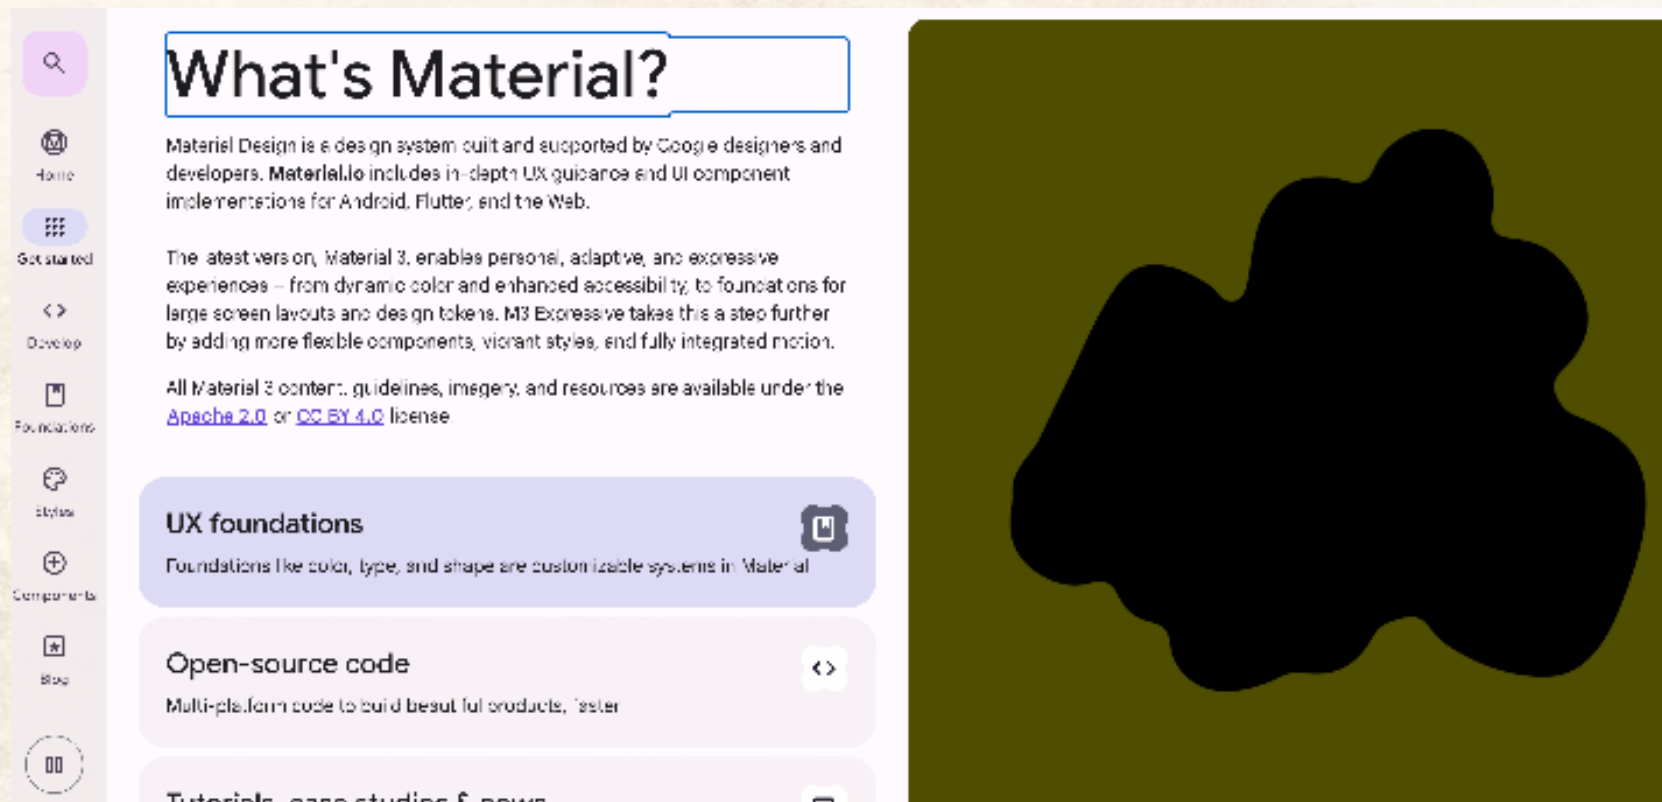 What's Material?
Material Design is a design system built and supported by Google designers and
developers. Material.io includes in-depth UX guidance and UI component
implementations for Android, Flutter, and the Web.
The latest version, Material 3, enables personal, adaptive, and expressive
experiences – from dynamic color and enhanced accessibility, to foundations for
large screen layouts and design tokens. M3 Expressive takes this a step further
by adding more flexible components, vibrant styles, and fully integrated motion.
All Material 3 content, guidelines, imagery, and resources are available under the
Apache 2.0 or CC BY 4.0 license.
UX foundations
Foundations like color, type, and shape are customizable systems in Material
Open-source code
Multi-platform code to build beautiful products, faster
Tutorials, case studies & news
Home
Get started
Develop
Foundations
Styles
Components
Blog